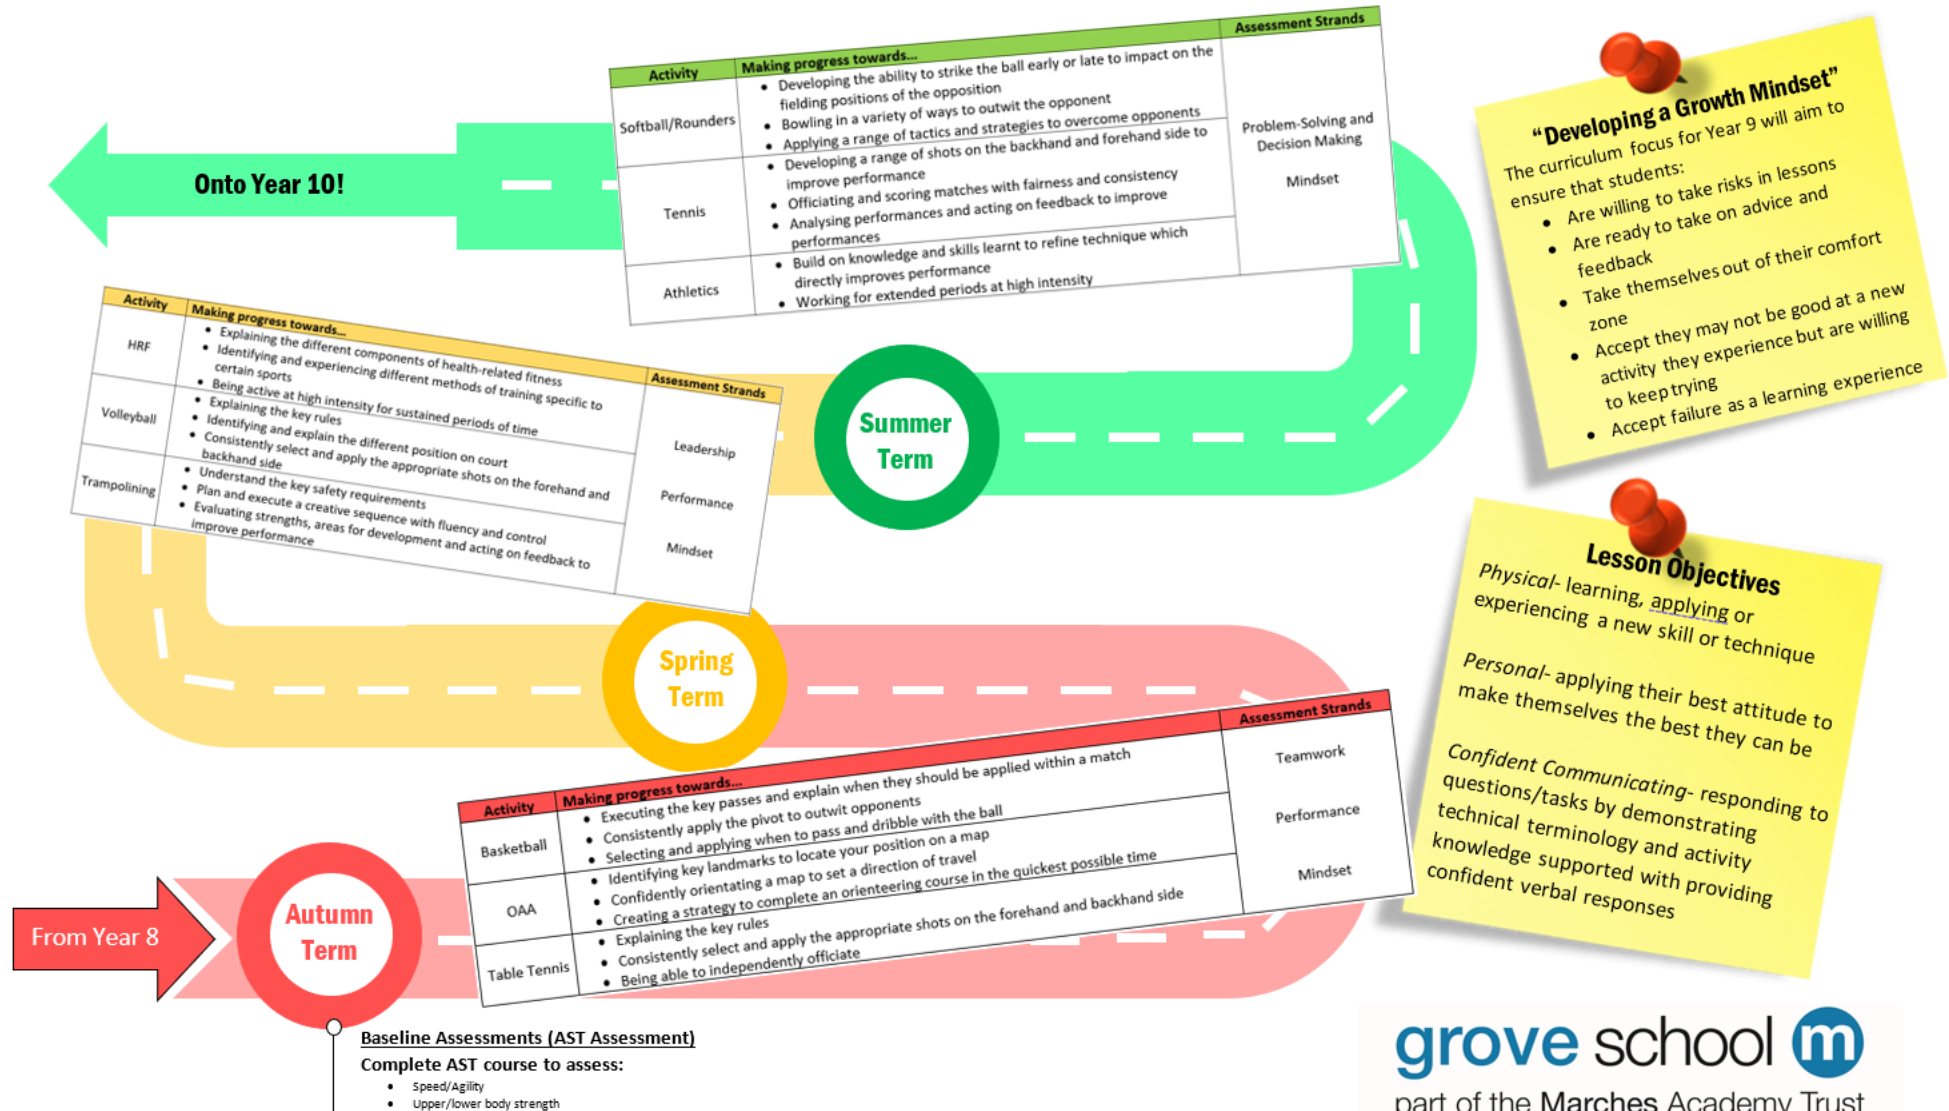 Activity
Making progress towards...
Assessment Strands
Softball/Rounders
• Developing the ability to strike the ball early or late to impact on the
fielding positions of the opposition
• Bowling in a variety of ways to outwit the opponent
• Applying a range of tactics and strategies to overcome opponents
Tennis
• Developing a range of shots on the backhand and forehand side to
improve performance
• Officiating and scoring matches with fairness and consistency
• Analysing performances and acting on feedback to improve
performances
Athletics
• Build on knowledge and skills learnt to refine technique which
directly improves performance
• Working for extended periods at high intensity
Problem-Solving and
Decision Making
Mindset
"Developing a Growth Mindset"
The curriculum focus for Year 9 will aim to
ensure that students:
• Are willing to take risks in lessons
• Are ready to take on advice and
feedback
• Take themselves out of their comfort
zone
• Accept they may not be good at a new
activity they experience but are willing
to keep trying
• Accept failure as a learning experience
Onto Year 10!
Activity
Making progress towards...
Assessment Strands
HRF
• Explaining the different components of health-related fitness
• Identifying and experiencing different methods of training specific to
certain sports
• Being active at high intensity for sustained periods of time
Volleyball
• Explaining the key rules
• Identifying and explain the different position on court
• Consistently select and apply the appropriate shots on the forehand and
backhand side
Trampolining
• Understand the key safety requirements
• Plan and execute a creative sequence with fluency and control
• Evaluating strengths, areas for development and acting on feedback to
improve performance
Leadership
Performance
Mindset
Summer
Term
Lesson Objectives
Physical- learning, applying or
experiencing a new skill or technique
Personal- applying their best attitude to
make themselves the best they can be
Confident Communicating- responding to
questions/tasks by demonstrating
technical terminology and activity
knowledge supported with providing
confident verbal responses
Spring
Term
Activity
Making progress towards...
Assessment Strands
Basketball
• Executing the key passes and explain when they should be applied within a match
• Consistently apply the pivot to outwit opponents
• Selecting and applying when to pass and dribble with the ball
OAA
• Identifying key landmarks to locate your position on a map
• Confidently orientating a map to set a direction of travel
• Creating a strategy to complete an orienteering course in the quickest possible time
Table Tennis
• Explaining the key rules
• Consistently select and apply the appropriate shots on the forehand and backhand side
• Being able to independently officiate
Teamwork
Performance
Mindset
From Year 8
Autumn
Term
Baseline Assessments (AST Assessment)
Complete AST course to assess:
• Speed/Agility
• Upper/lower body strength
grove school m
part of the Marches Academy Trust